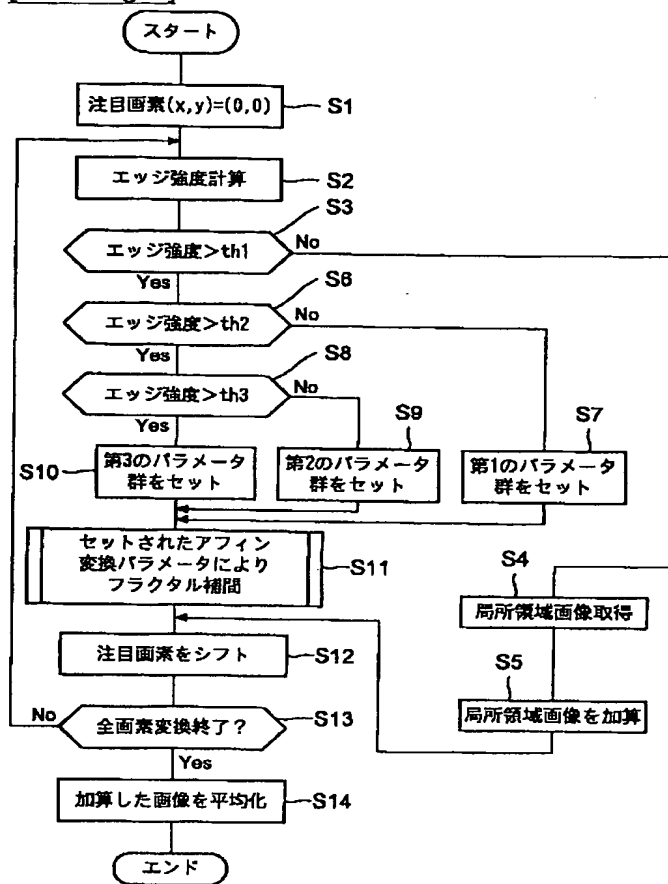 スタート
注目画素(x,y)=(0,0)
S1
エッジ強度計算
S2
S3
エッジ強度>th1
No
Yes
S6
エッジ強度>th2
No
Yes
S8
エッジ強度>th3
No
Yes
S9
S7
S10
第3のパラメータ
群をセット
第2のパラメータ
群をセット
第1のパラメータ
群をセット
セットされたアフィン
変換パラメータにより
フラクタル補間
S11
S4
局所領域画像取得
注目画素をシフト
S12
S5
局所領域画像を加算
No
全画素変換終了?
S13
Yes
加算した画像を平均化
S14
エンド